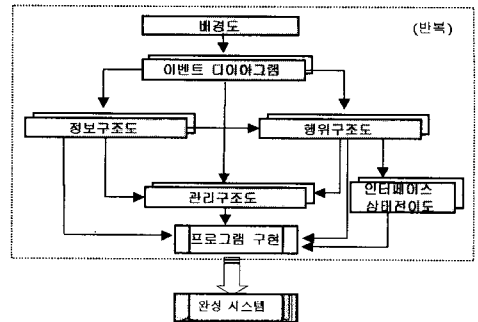 배경도
(반복)
이벤트 다이아그램
정보구조도
행위구조도
관리구조도
인터페이스
상태전이도
프로그램 구현
완성 시스템